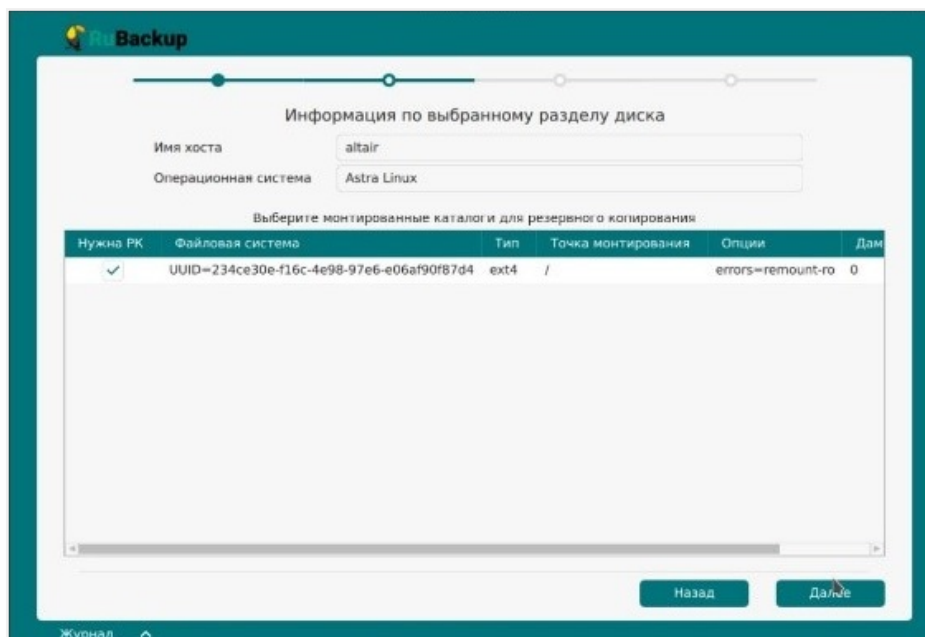 RuBackup
Информация по выбранному разделу диска
Имя хоста altair
Операционная система Astra Linux
Выберите монтированные каталоги для резервного копирования
Нужна РК Файловая система Тип Точка монтирования Опции Дам
UUID=234ce30e-f16c-4e98-97e6-e06af90f87d4 ext4 / errors=remount-ro 0
Назад Далее
Журнал